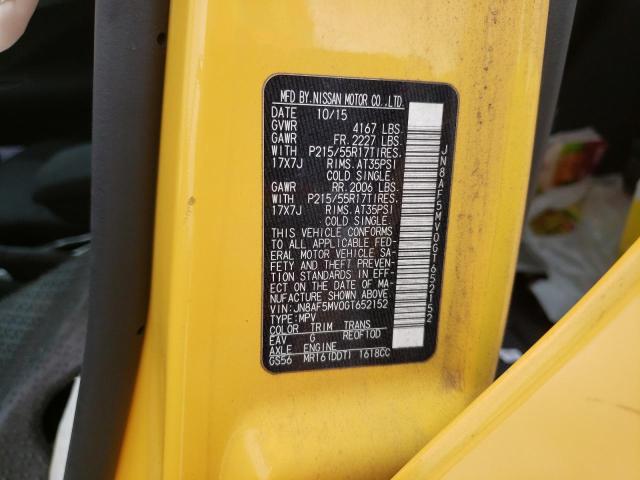 MFD BY. NISSAN MOTOR CO., LTD.
DATE 10/15
GVWR 4167 LBS.
GAWR FR. 2227 LBS.
WITH P215/55R17TIRES.
17X7J RIMS. AT35PSI
COLD SINGLE.
GAWR RR. 2006 LBS.
WITH P215/55R17TIRES.
17X7J RIMS. AT35PSI
COLD SINGLE.
THIS VEHICLE CONFORMS
TO ALL APPLICABLE FED-
ERAL MOTOR VEHICLE SA-
FETY AND THEFT PREVEN-
TION STANDARDS IN EFF-
ECT ON THE DATE OF MA-
NUFACTURE SHOWN ABOVE.
VIN: JN8AF5MV0GT652152
TYPE: MPV
COLOR TRIM TRANS
EAV G RE0F10D
AXLE ENGINE
GS56 MR16(DDT) 1618CC
JN8AF5MV0GT652152